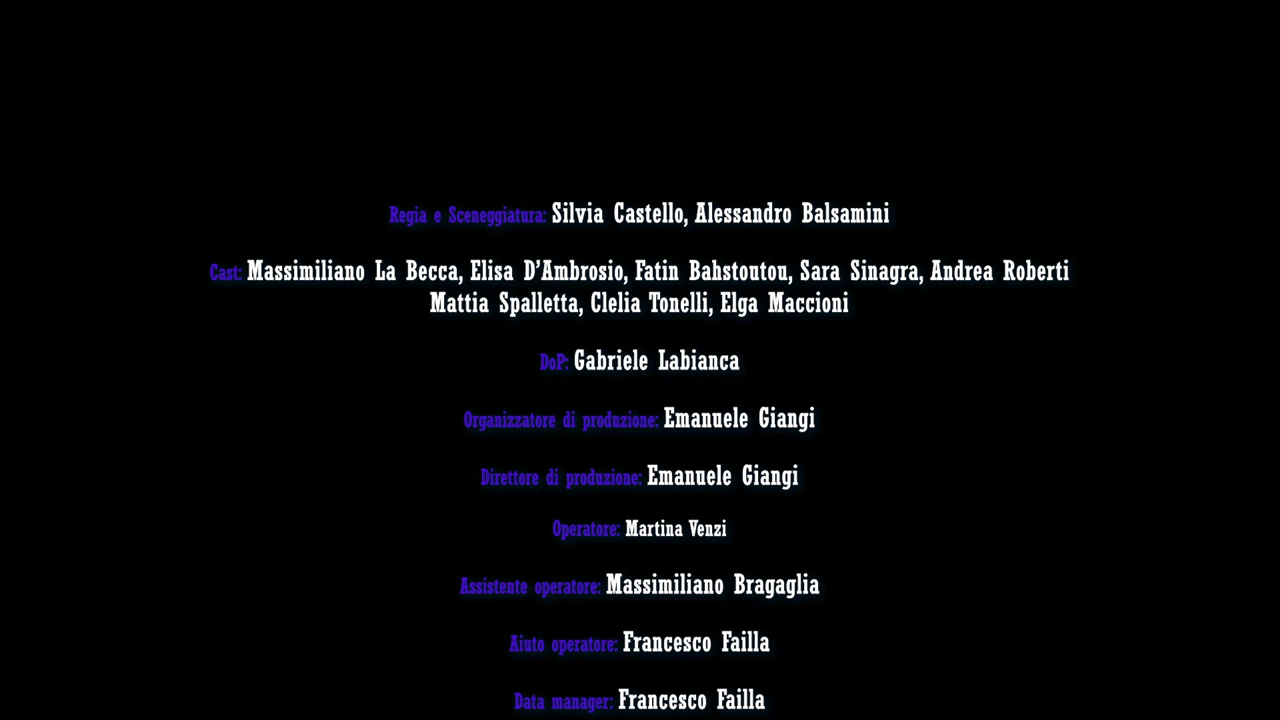 Regia e Sceneggiatura: Silvia Castello, Alessandro Balsamini
Cast: Massimiliano La Becca, Elisa D'Ambrosio, Fatin Bahstoutou, Sara Sinagra, Andrea Roberti
Mattia Spalletta, Clelia Tonelli, Elga Maccioni
DoP: Gabriele Labianca
Organizzatore di produzione: Emanuele Giangi
Direttore di produzione: Emanuele Giangi
Operatore: Martina Venzi
Assistente operatore: Massimiliano Bragaglia
Aiuto operatore: Francesco Failla
Data manager: Francesco Failla